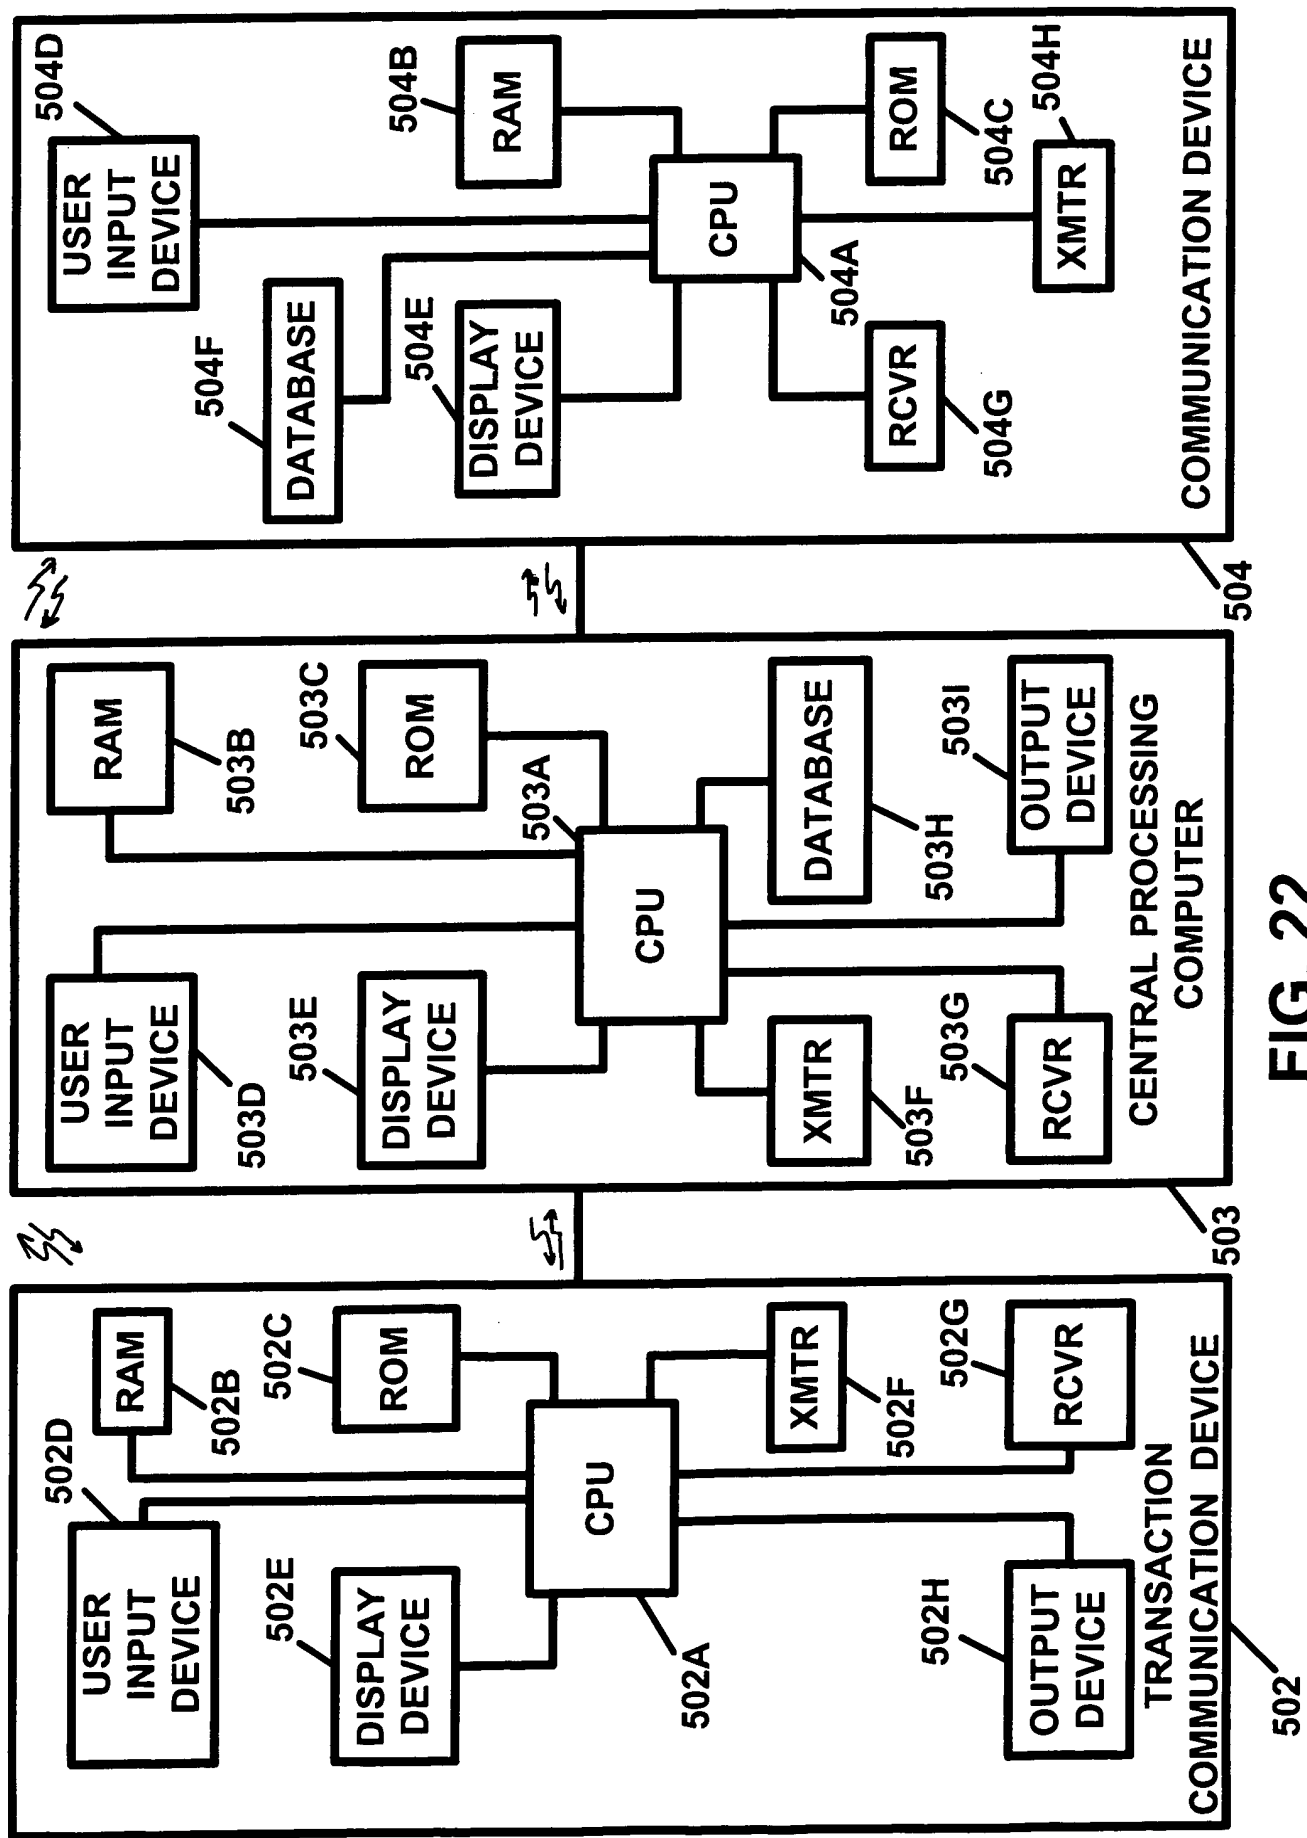 502D
USER
INPUT
DEVICE
RAM
502B
502E
DISPLAY
DEVICE
502C
ROM
CPU
502A
XMTR
502F
502H
OUTPUT
DEVICE
502G
RCVR
TRANSACTION
COMMUNICATION DEVICE
502
USER
INPUT
DEVICE
503D
RAM
503B
503E
DISPLAY
DEVICE
503C
ROM
503A
CPU
XMTR
503F
DATABASE
503H
503G
RCVR
503I
OUTPUT
DEVICE
CENTRAL PROCESSING
COMPUTER
503
504D
USER
INPUT
DEVICE
504F
DATABASE
504E
DISPLAY
DEVICE
504B
RAM
CPU
504A
RCVR
504G
ROM
504C
504H
XMTR
COMMUNICATION DEVICE
504
FIG. 22